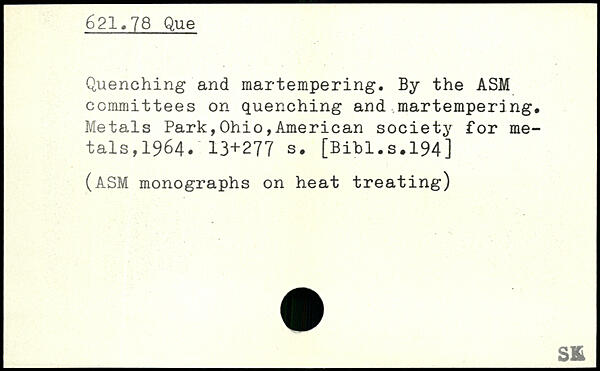 621.78 Que
Quenching and martempering. By the ASM
committees on quenching and martempering.
Metals Park,Ohio,American society for me-
tals,1964. 13+277 s. [Bibl.s.194]
(ASM monographs on heat treating)
SK